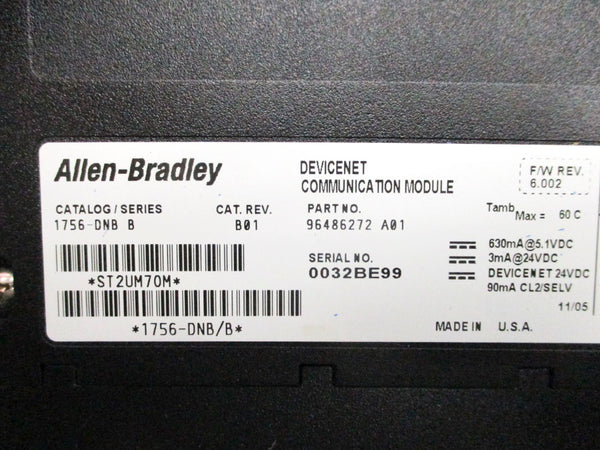 Allen-Bradley
DEVICENET
COMMUNICATION MODULE
F/W REV.
6.002
CATALOG/SERIES
1756-DNB B
CAT. REV.
B01
PART NO.
96486272 A01
Tamb Max = 60 C
*ST2UM70M*
SERIAL NO.
0032BE99
630mA@5.1VDC
3mA@24VDC
DEVICENET 24VDC
90mA CL2/SELV
11/05
*1756-DNB/B*
MADE IN U.S.A.